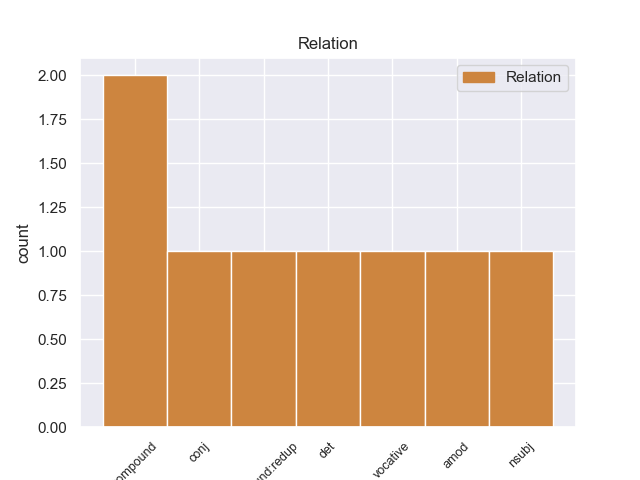 Relation
Relation
2.00
1.75
1.50
1.25
1.00
0.75
0.50
0.25
0.00
count
ompound
conj
und:redup
det
vocative
amod
nsubj